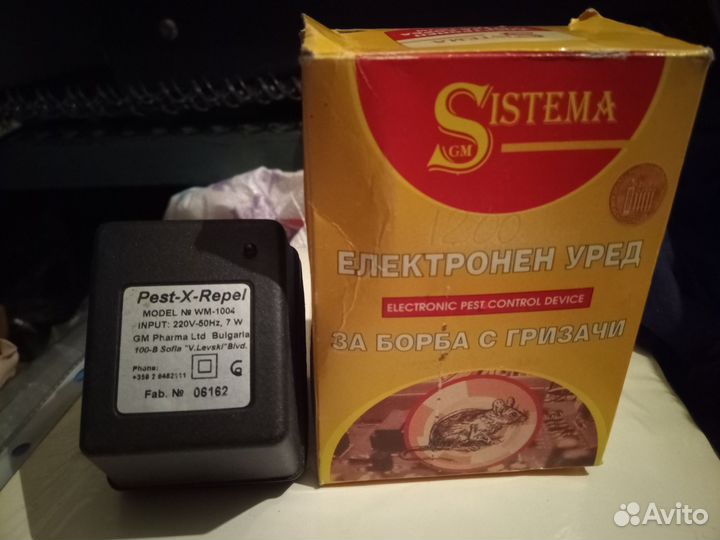 SISTEMA
GM
1200
ЕЛЕКТРОНЕН УРЕД
ELECTRONIC PEST CONTROL DEVICE
ЗА БОРБА С ГРИЗАЧИ
Pest-X-Repel
MODEL № WM-1004
INPUT: 220V-50Hz, 7 W
GM Pharma Ltd Bulgaria
100-B Sofia "V.Levski"Blvd.
Phone:
Fab. № 06162
Avito